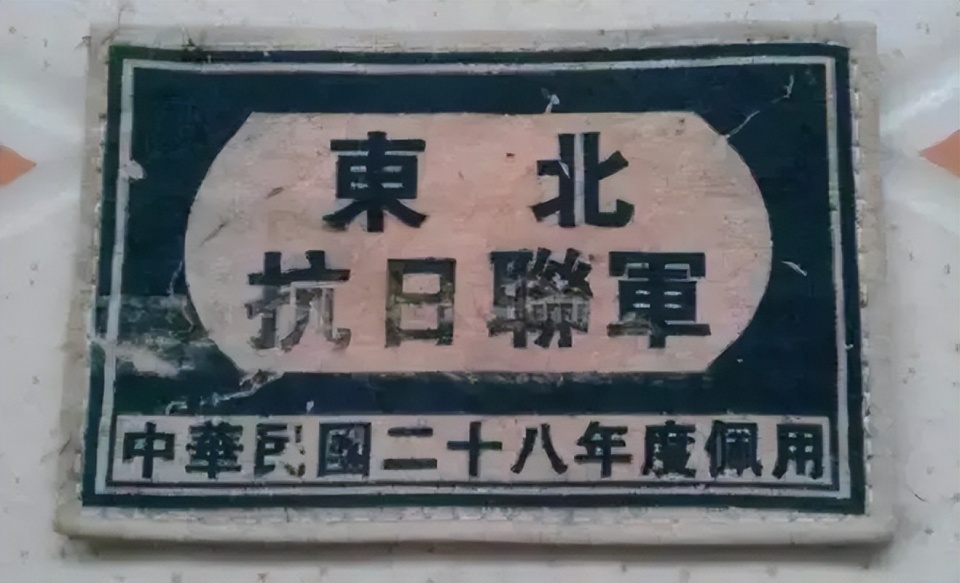 東北
抗日聯軍
中華民國二十八年度佩用